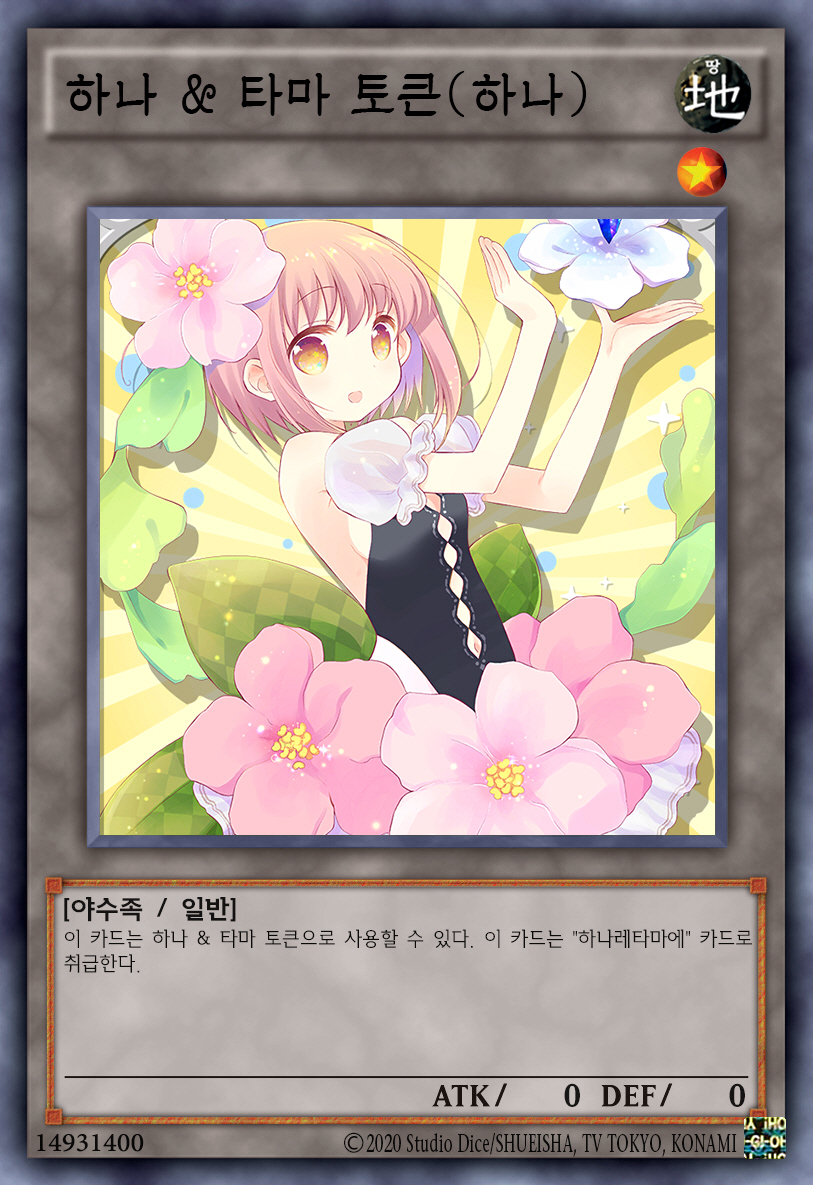 하나 & 타마 토큰(하나)
땅
地
[야수족 / 일반]
이 카드는 하나 & 타마 토큰으로 사용할 수 있다. 이 카드는 "하나레타마에" 카드로
취급한다.
ATK/ 0 DEF/ 0
14931400
©2020 Studio Dice/SHUEISHA, TV TOKYO, KONAMI